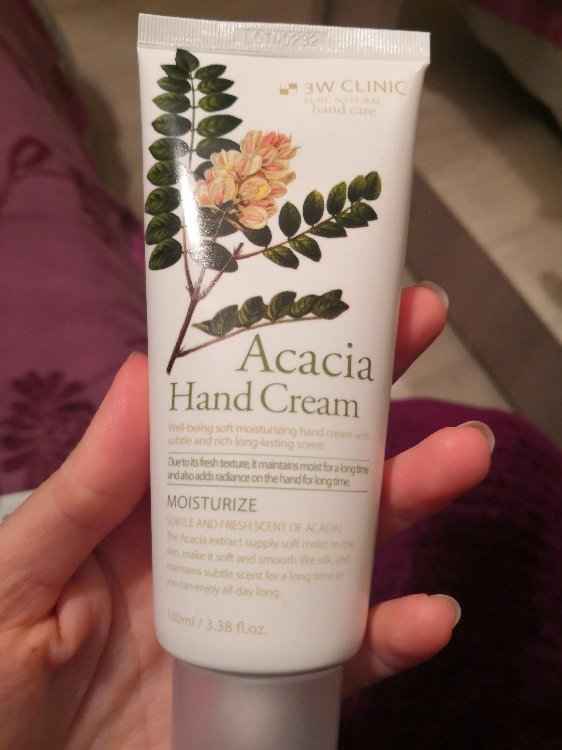 3W CLINIC
PURE NATURAL
hand care
Acacia
Hand Cream
Well-being soft moisturizing hand cream with
subtle and rich long-lasting scene
Due to its fresh texture, it maintains moist for a long time
and also adds radiance on the hand for long time.
MOISTURIZE
SUBTLE AND FRESH SCENT OF ACACIA!
The Acacia extract supply soft moist on the
skin, make it soft and smooth like silk, and
maintains subtle scent for a long time so
you can enjoy all day long.
100ml / 3.38 fl.oz.